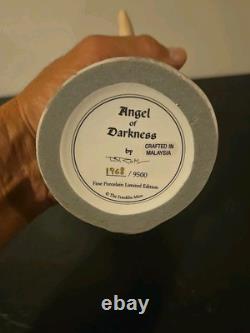 Angel
of
Darkness
by
CRAFTED IN
MALAYSIA
1968 / 9500
Fine Porcelain Limited Edition
© The Franklin Mint